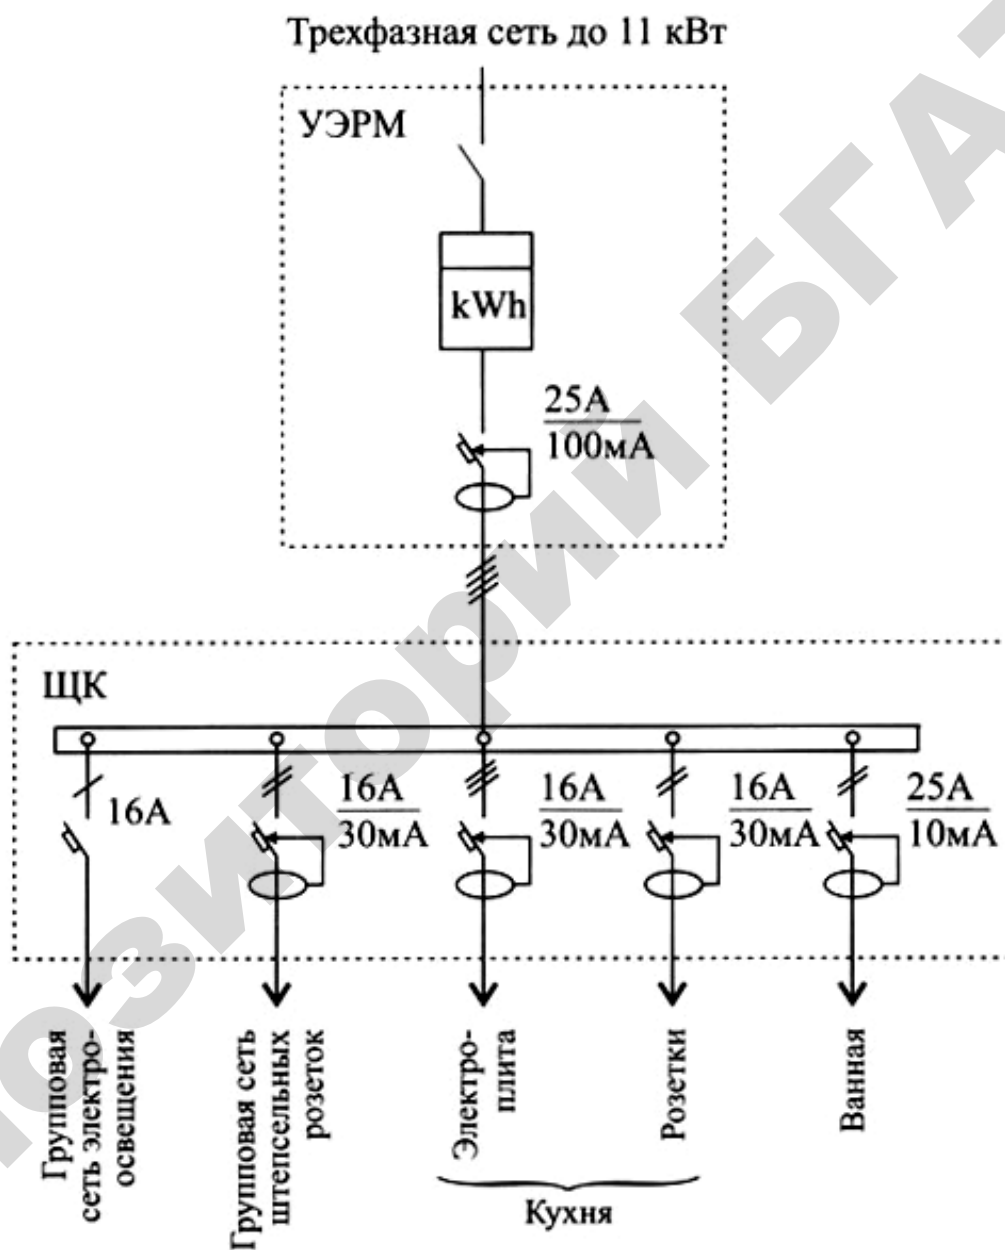 Трехфазная сеть до 11 кВт
УЭРМ
kWh
25А
100мА
ЩК
16А
16А
30мА
16А
30мА
16А
30мА
25А
10мА
Групповая
сеть электро-
освещения
Групповая сеть
штепсельных
розеток
Электро-
плита
Розетки
Ванная
Кухня